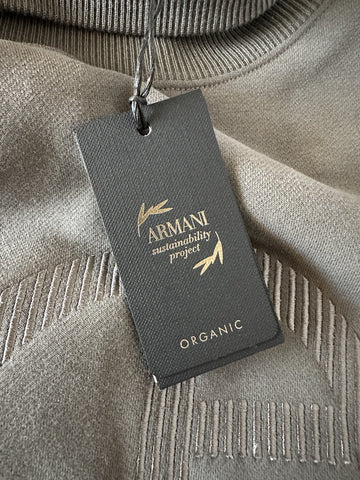 ARMANI
sustainability
project
ORGANIC